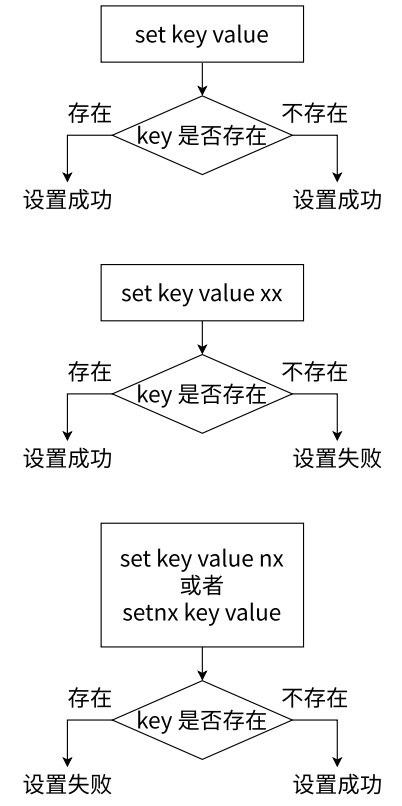 set key value
存在
不存在
key 是否存在
设置成功
设置成功
set key value xx
存在
不存在
key 是否存在
设置成功
设置失败
set key value nx
或者
setnx key value
存在
不存在
key 是否存在
设置失败
设置成功